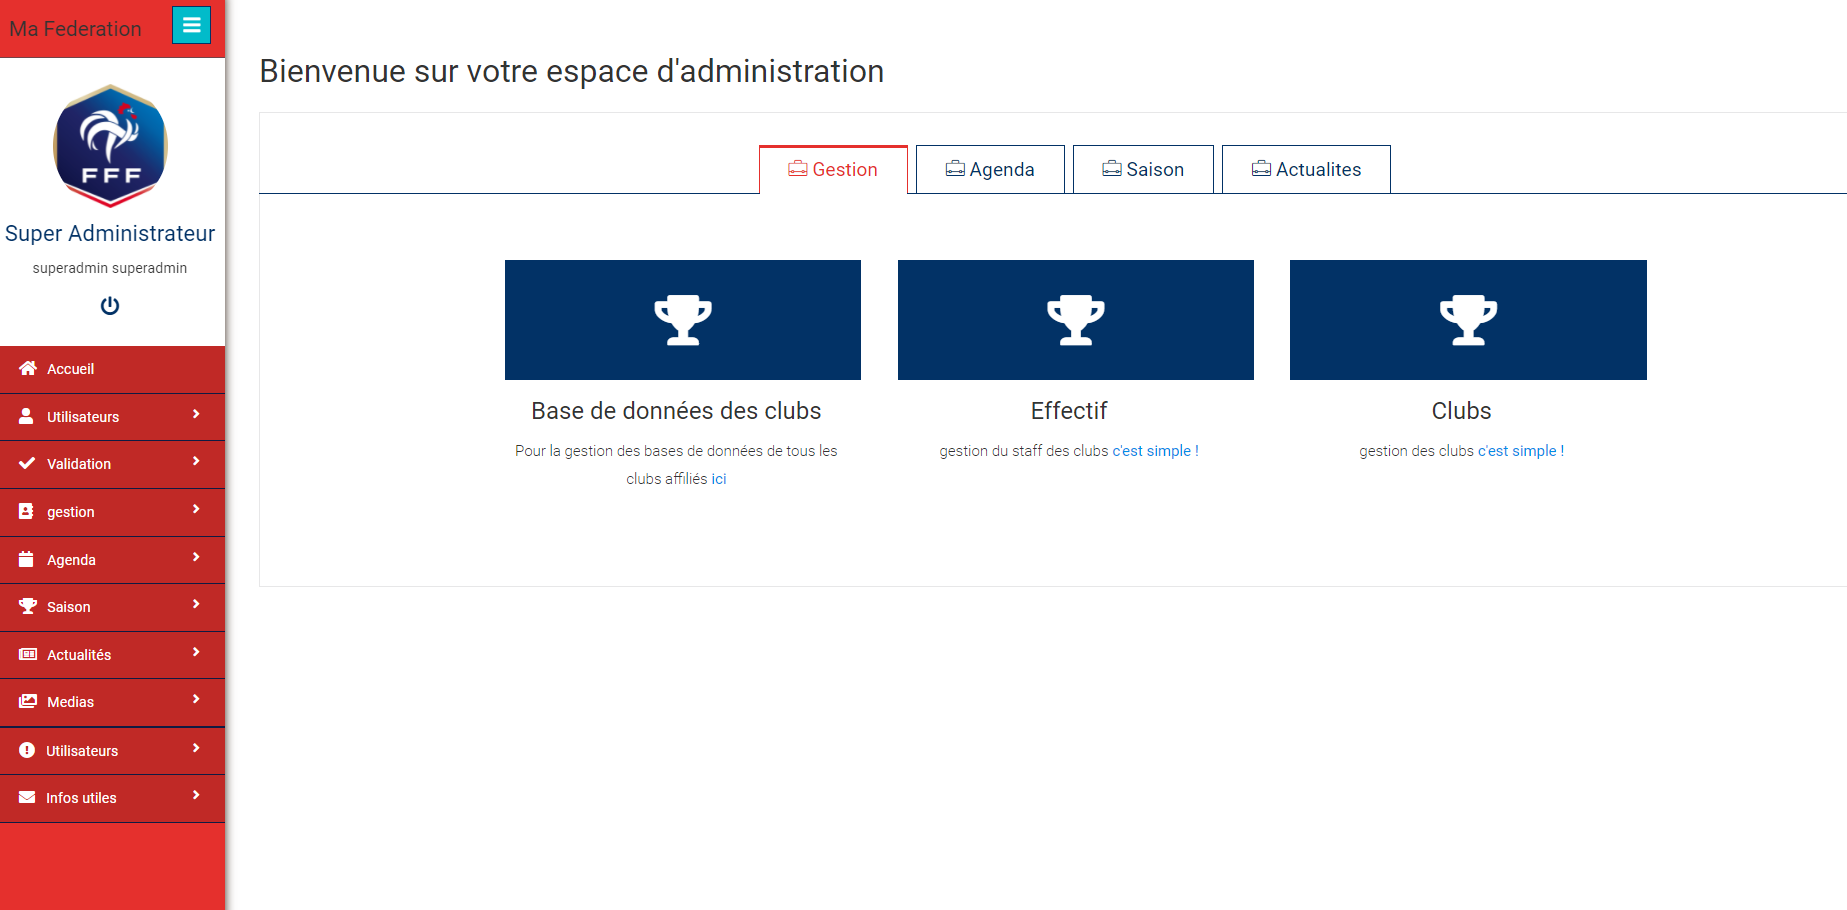 Ma Federation
FFF
Super Administrateur
superadmin superadmin
Accueil
Utilisateurs
Validation
gestion
Agenda
Saison
Actualités
Medias
Utilisateurs
Infos utiles
Bienvenue sur votre espace d'administration
Gestion
Agenda
Saison
Actualites
Base de données des clubs
Pour la gestion des bases de données de tous les
clubs affiliés ici
Effectif
gestion du staff des clubs c'est simple !
Clubs
gestion des clubs c'est simple !